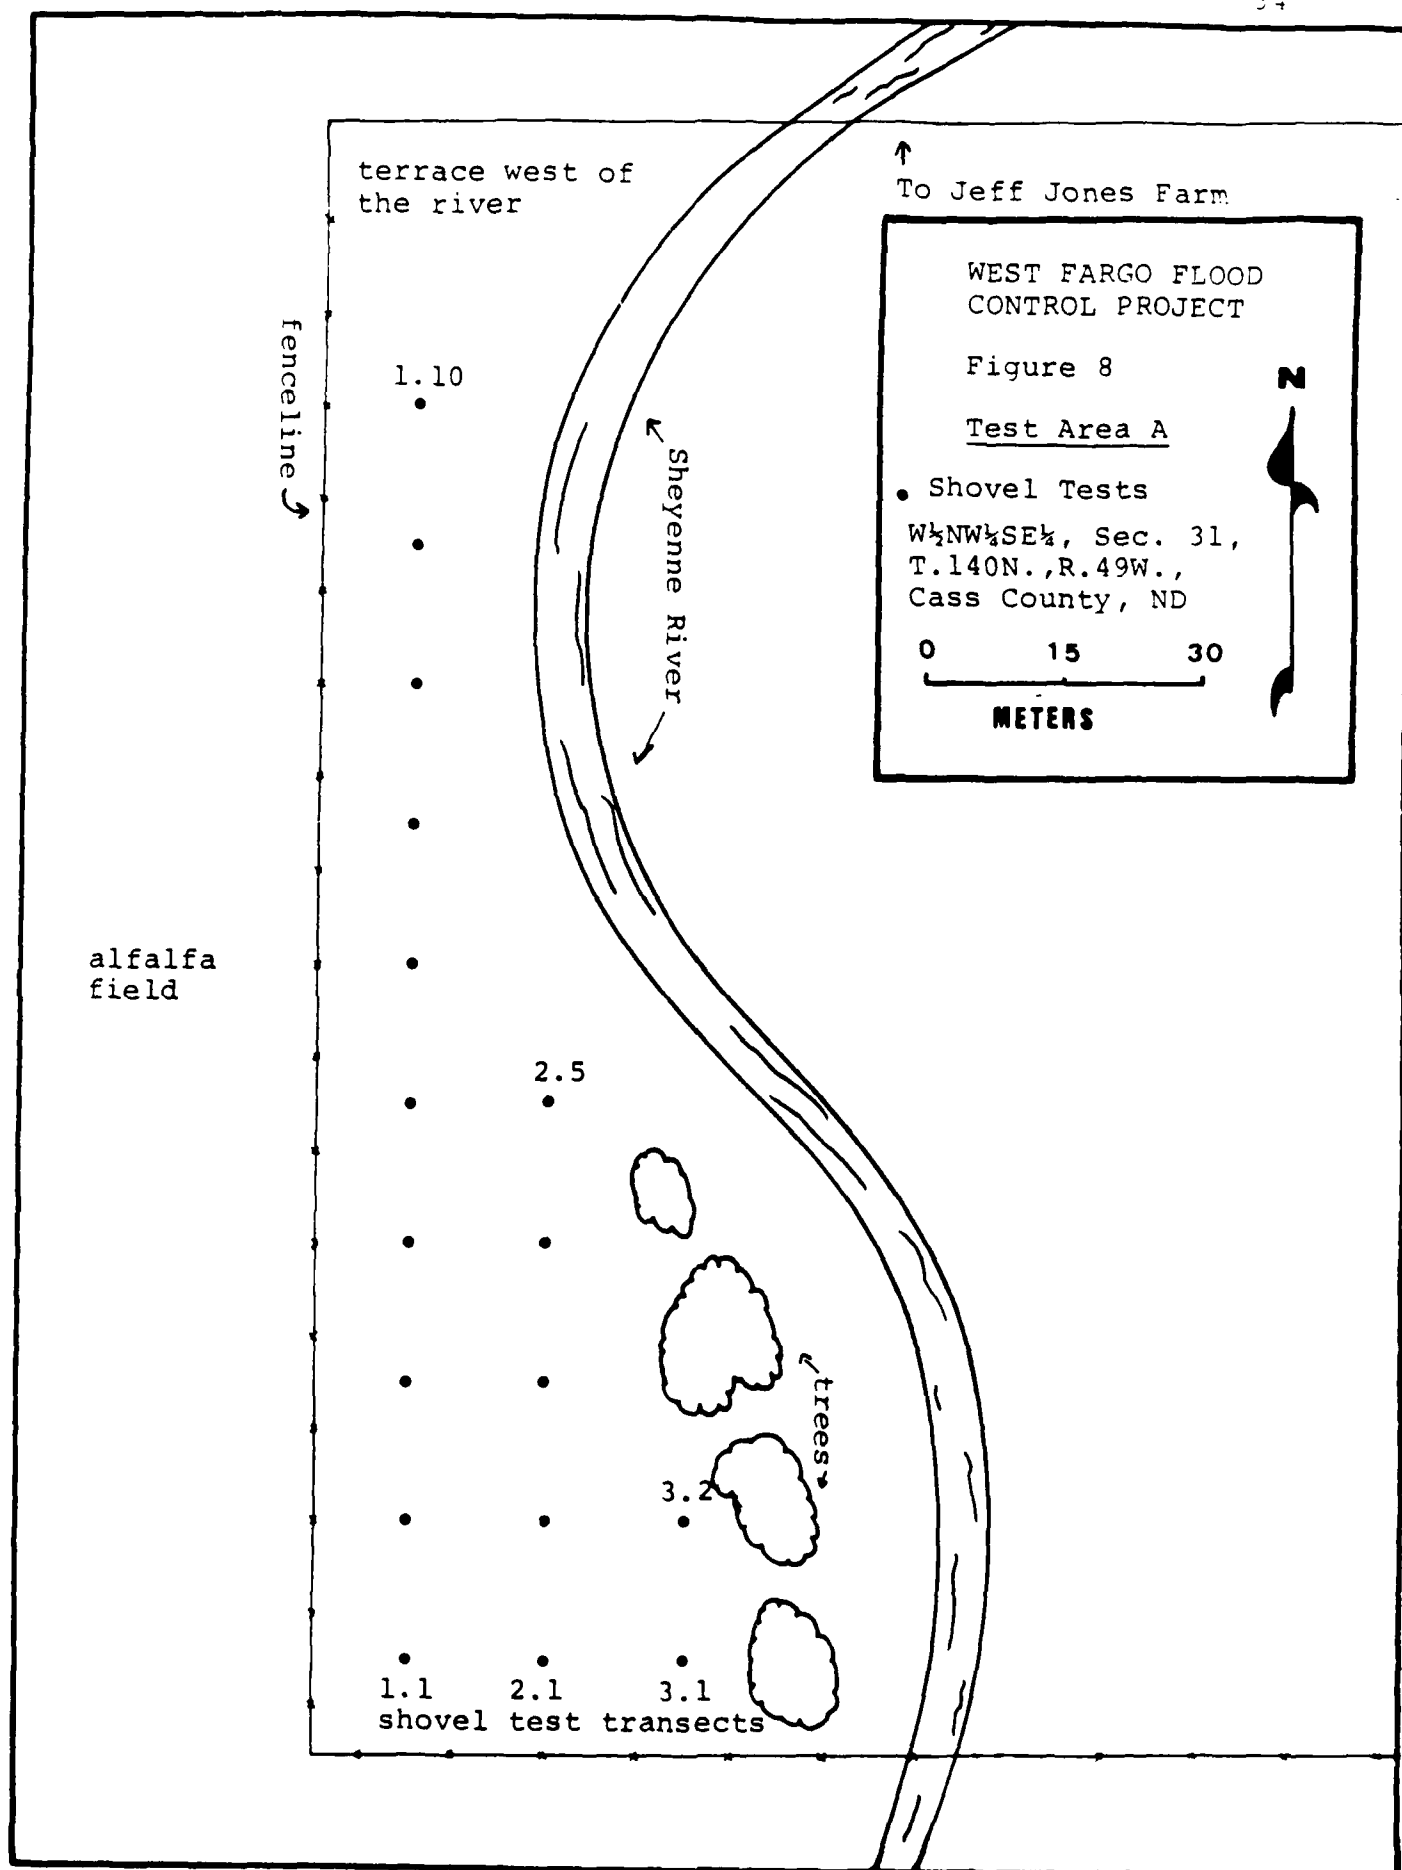 terrace west of
the river
To Jeff Jones Farm
WEST FARGO FLOOD
CONTROL PROJECT
Figure 8
N
Test Area A
• Shovel Tests
W½NW¼SE¼, Sec. 31,
T.140N.,R.49W.,
Cass County, ND
0 15 30
METERS
fenceline
1.10
Sheyenne River
alfalfa
field
2.5
trees
3.2
1.1 2.1 3.1
shovel test transects